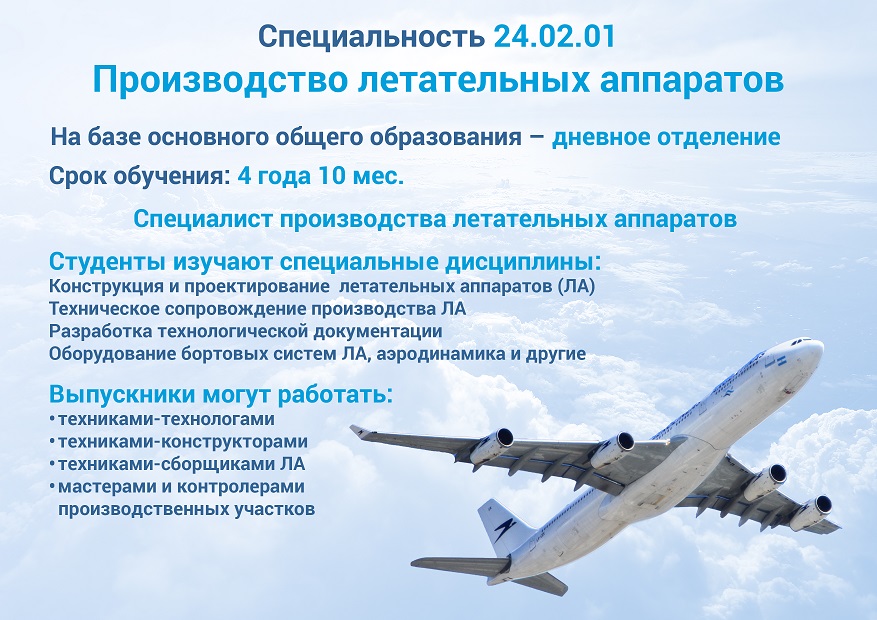 Специальность 24.02.01
Производство летательных аппаратов
На базе основного общего образования – дневное отделение
Срок обучения: 4 года 10 мес.
Специалист производства летательных аппаратов
Студенты изучают специальные дисциплины:
Конструкция и проектирование летательных аппаратов (ЛА)
Техническое сопровождение производства ЛА
Разработка технологической документации
Оборудование бортовых систем ЛА, аэродинамика и другие
Выпускники могут работать:
• техниками-технологами
• техниками-конструкторами
• техниками-сборщиками ЛА
• мастерами и контролерами
производственных участков